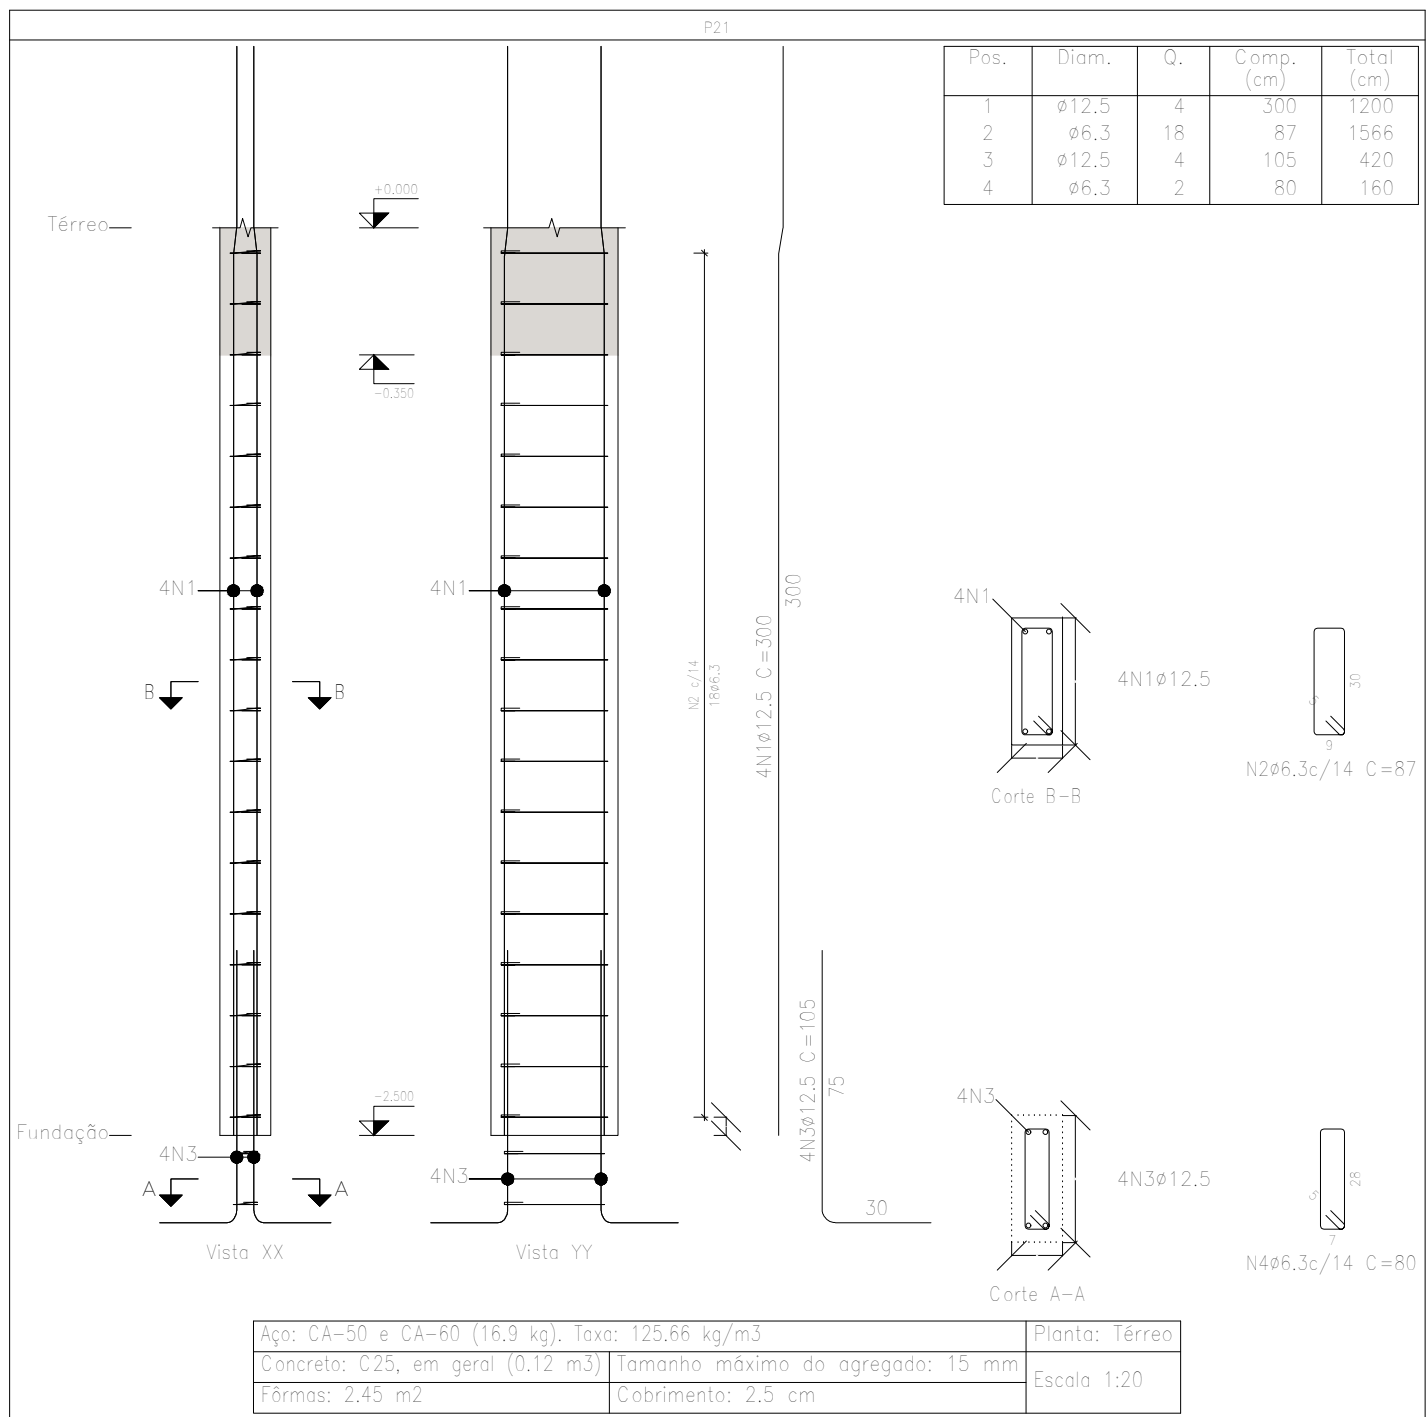 P21
Pos. Diam. Q. Comp. (cm) Total (cm)
1 ø12.5 4 300 1200
2 ø6.3 18 87 1566
3 ø12.5 4 105 420
4 ø6.3 2 80 160
+0.000
Térreo
-0.350
4N1
4N1
B B
N2 c/14
18ø6.3
4N1ø12.5 C=300
300
4N1
4N1ø12.5
Corte B-B
5
30
9
N2ø6.3c/14 C=87
-2.500
Fundação
4N3
4N3
A A
Vista XX
Vista YY
4N3ø12.5 C=105
75
30
4N3
4N3ø12.5
Corte A-A
5
28
7
N4ø6.3c/14 C=80
Aço: CA-50 e CA-60 (16.9 kg). Taxa: 125.66 kg/m3
Planta: Térreo
Concreto: C25, em geral (0.12 m3)
Tamanho máximo do agregado: 15 mm
Escala 1:20
Fôrmas: 2.45 m2
Cobrimento: 2.5 cm